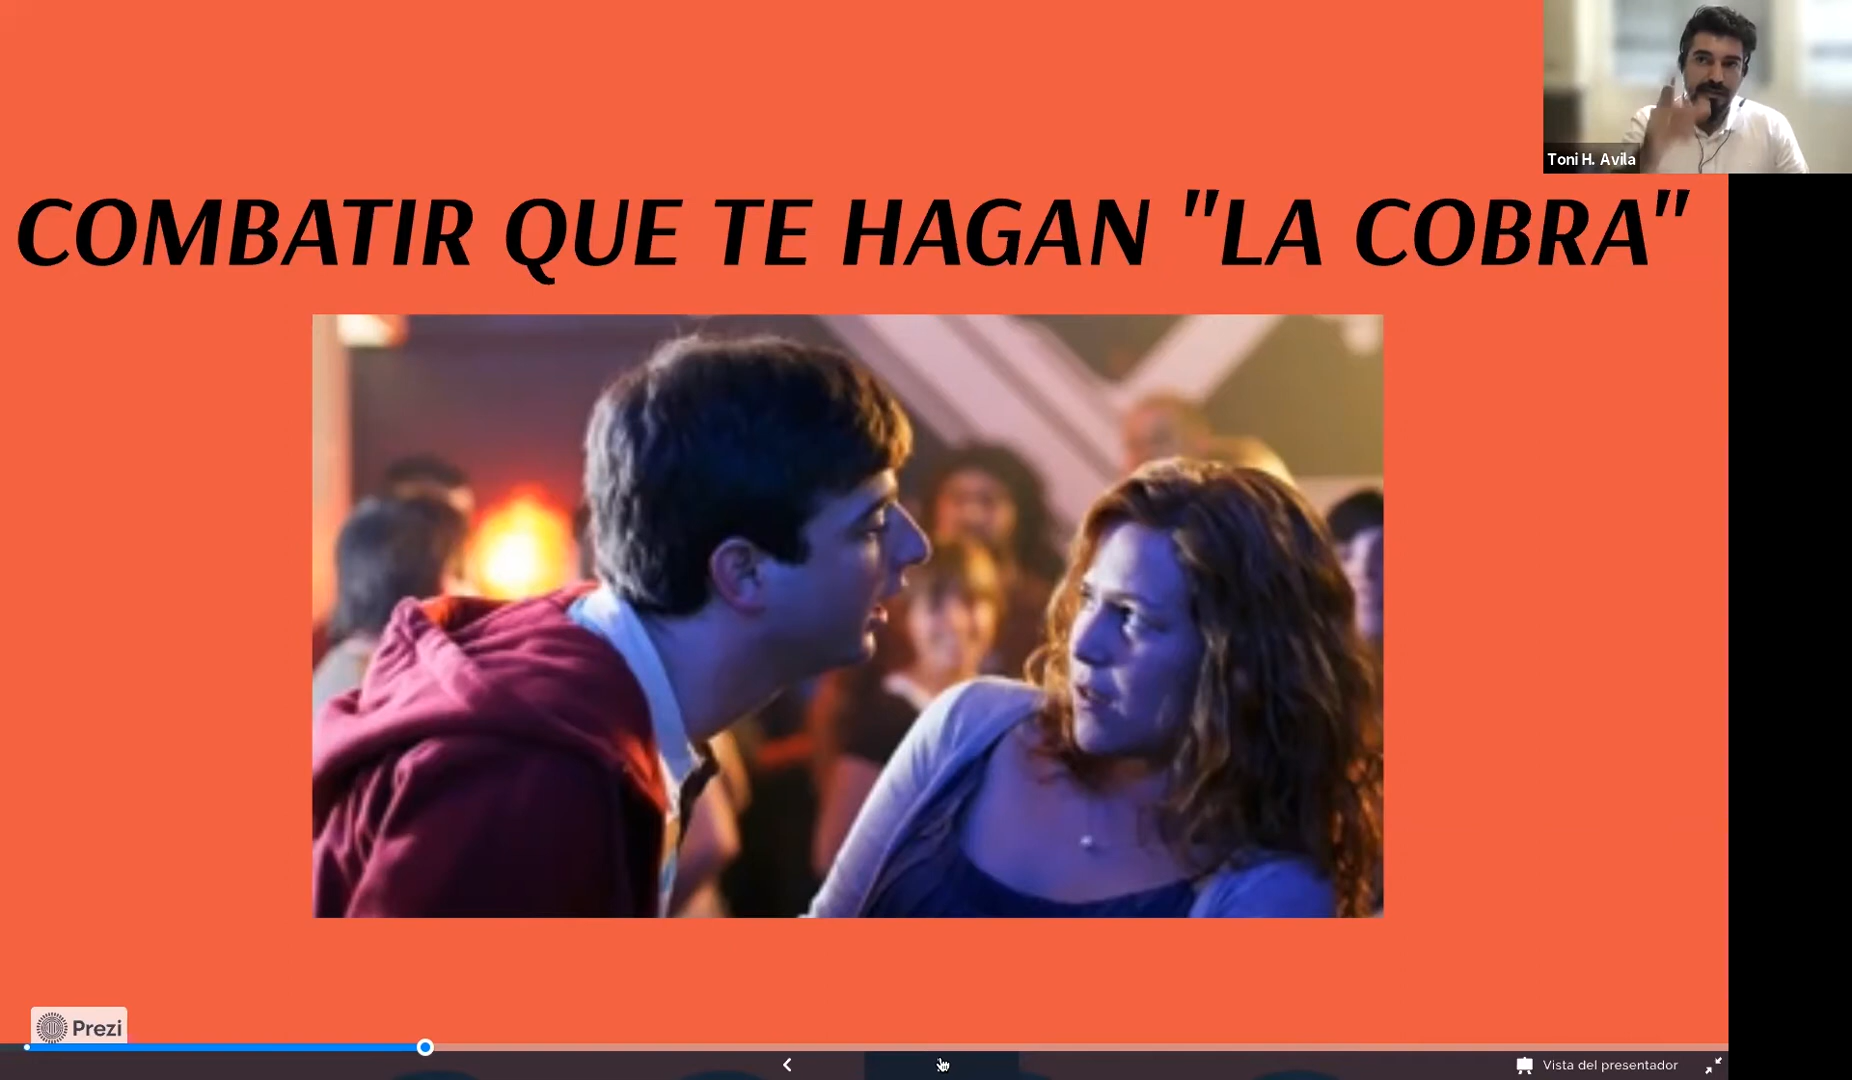 Toni H. Avila
COMBATIR QUE TE HAGAN "LA COBRA"
Prezi
Vista del presentador